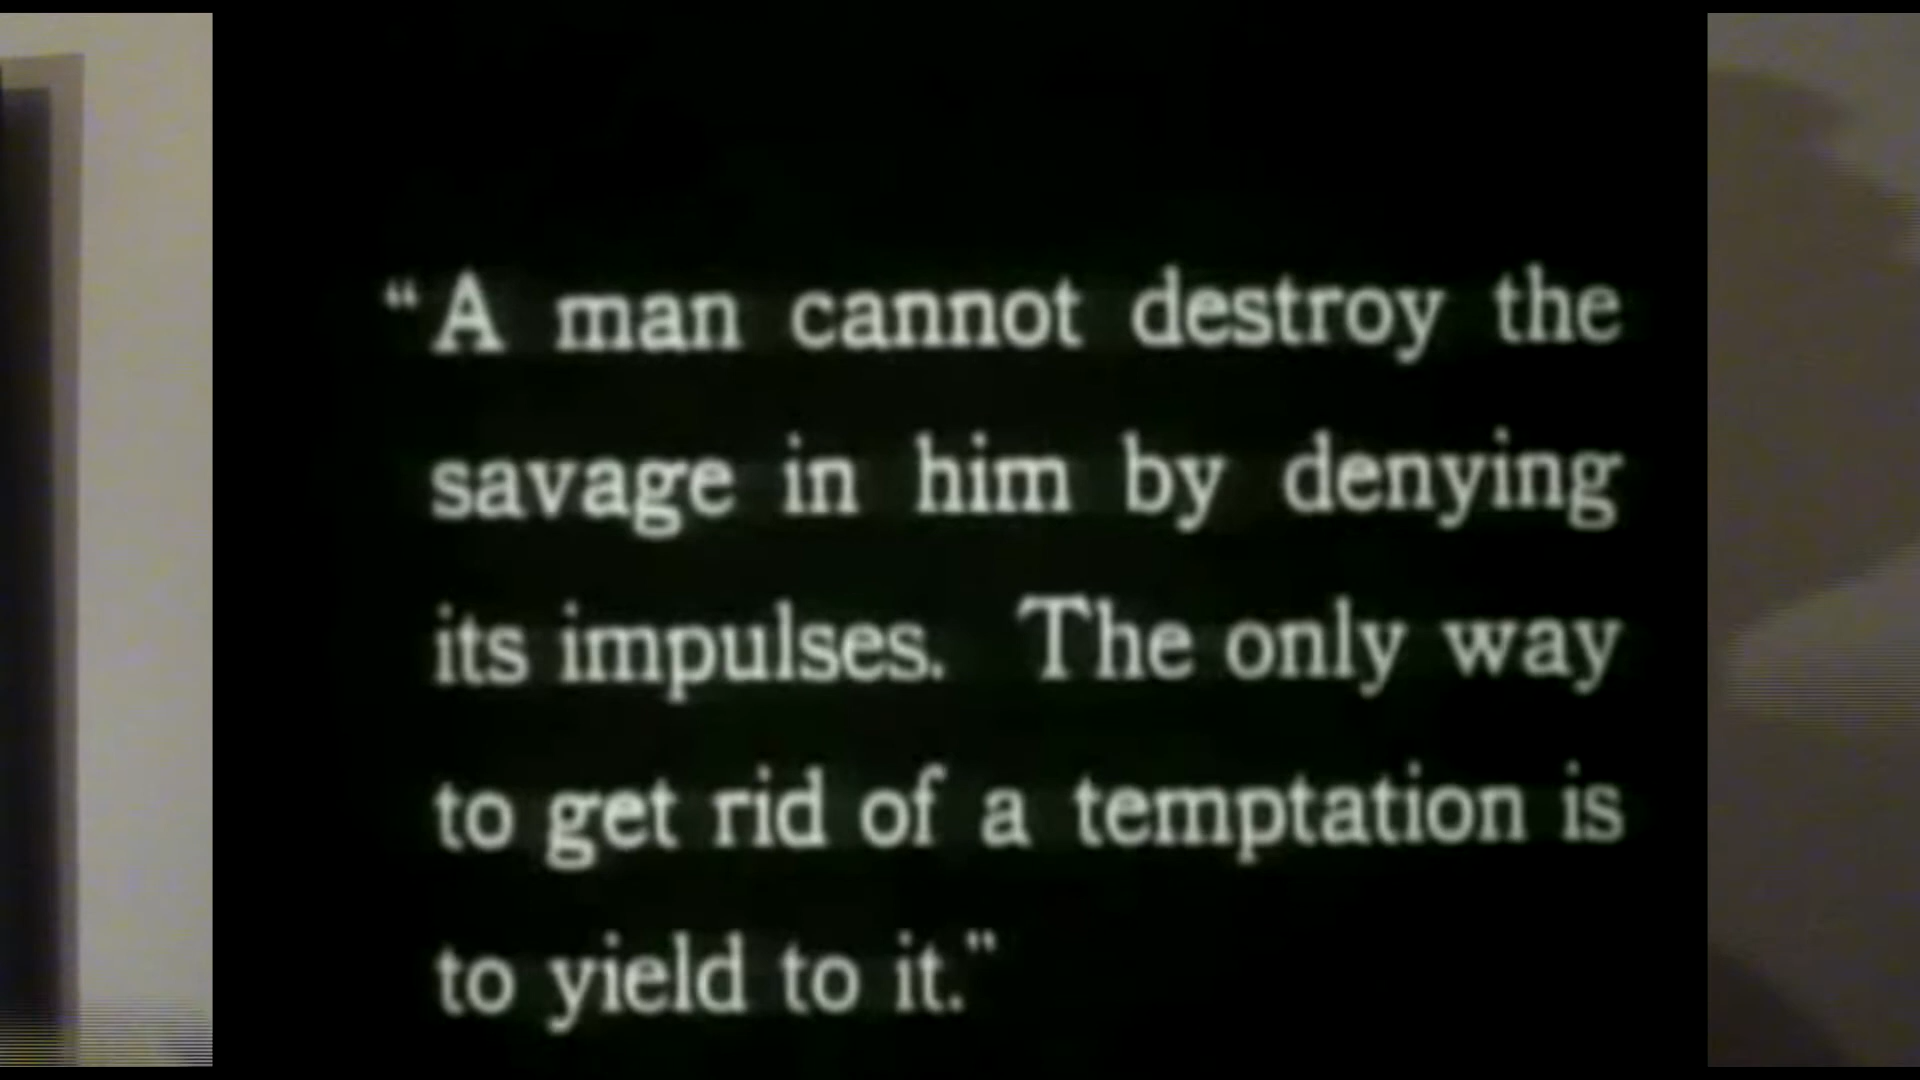 “A man cannot destroy the
savage in him by denying
its impulses. The only way
to get rid of a temptation is
to yield to it.”